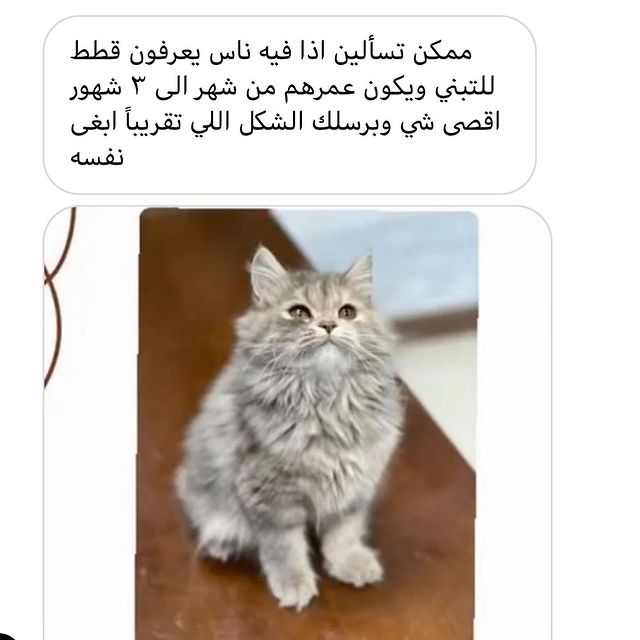 ممكن تسألين اذا فيه ناس يعرفون قطط
للتبني ويكون عمرهم من شهر الى ٣ شهور
اقصى شي وبرسلك الشكل اللي تقريباً ابغى
نفسه